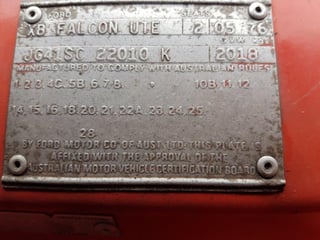 FORD SEATS
XB FALCON UTE 2 05/76
JG41SC 22010 K 2018
MANUFACTURED TO COMPLY WITH AUSTRALIAN RULES
1 2.3.4C.5B.6.7.8. 10B.11.12
14.15.16.18.20.21.22A.23.24.25.
28
BY FORD MOTOR CO OF AUST. LTD. THIS PLATE IS
AFFIXED WITH THE APPROVAL OF THE
AUSTRALIAN MOTOR VEHICLE CERTIFICATION BOARD